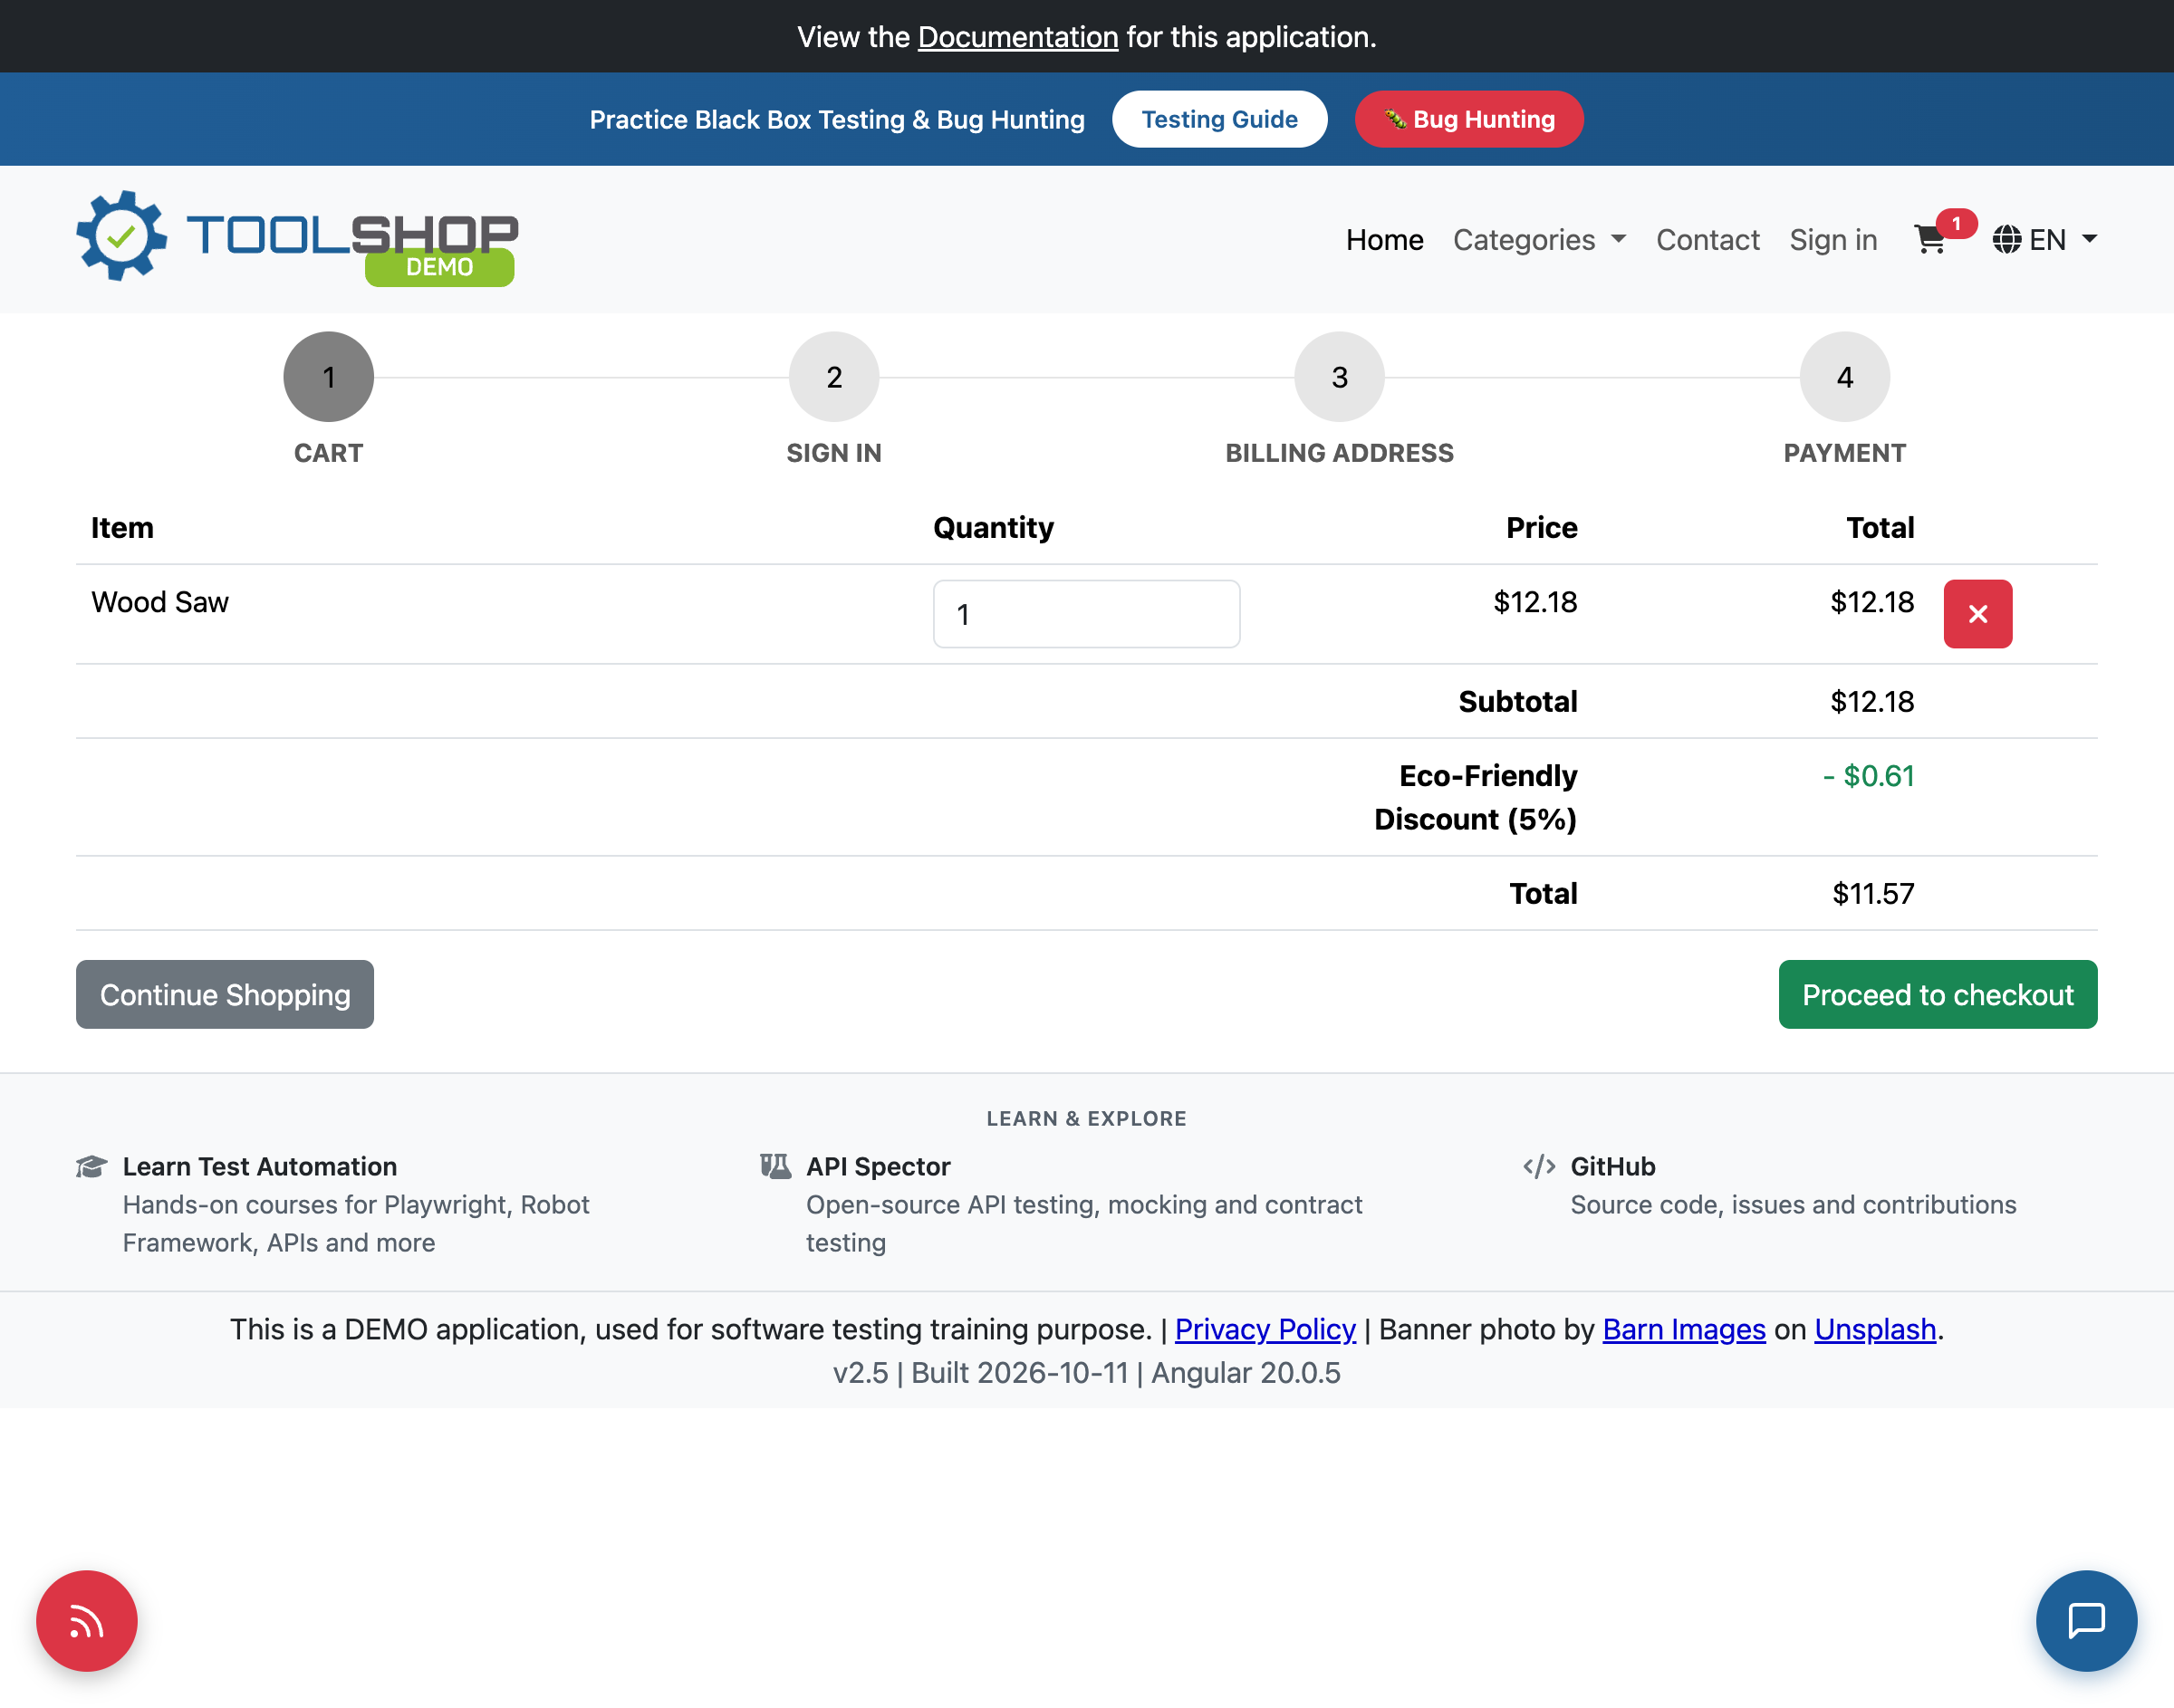 View the Documentation for this application.
Practice Black Box Testing & Bug Hunting Testing Guide Bug Hunting
TOOLSHOP
DEMO
Home Categories Contact Sign in 1 EN
1 2 3 4
CART SIGN IN BILLING ADDRESS PAYMENT
Item Quantity Price Total
Wood Saw 1 $12.18 $12.18
Subtotal $12.18
Eco-Friendly - $0.61
Discount (5%)
Total $11.57
Continue Shopping Proceed to checkout
LEARN & EXPLORE
Learn Test Automation
Hands-on courses for Playwright, Robot
Framework, APIs and more
API Spector
Open-source API testing, mocking and contract
testing
GitHub
Source code, issues and contributions
This is a DEMO application, used for software testing training purpose. | Privacy Policy | Banner photo by Barn Images on Unsplash.
v2.5 | Built 2026-10-11 | Angular 20.0.5